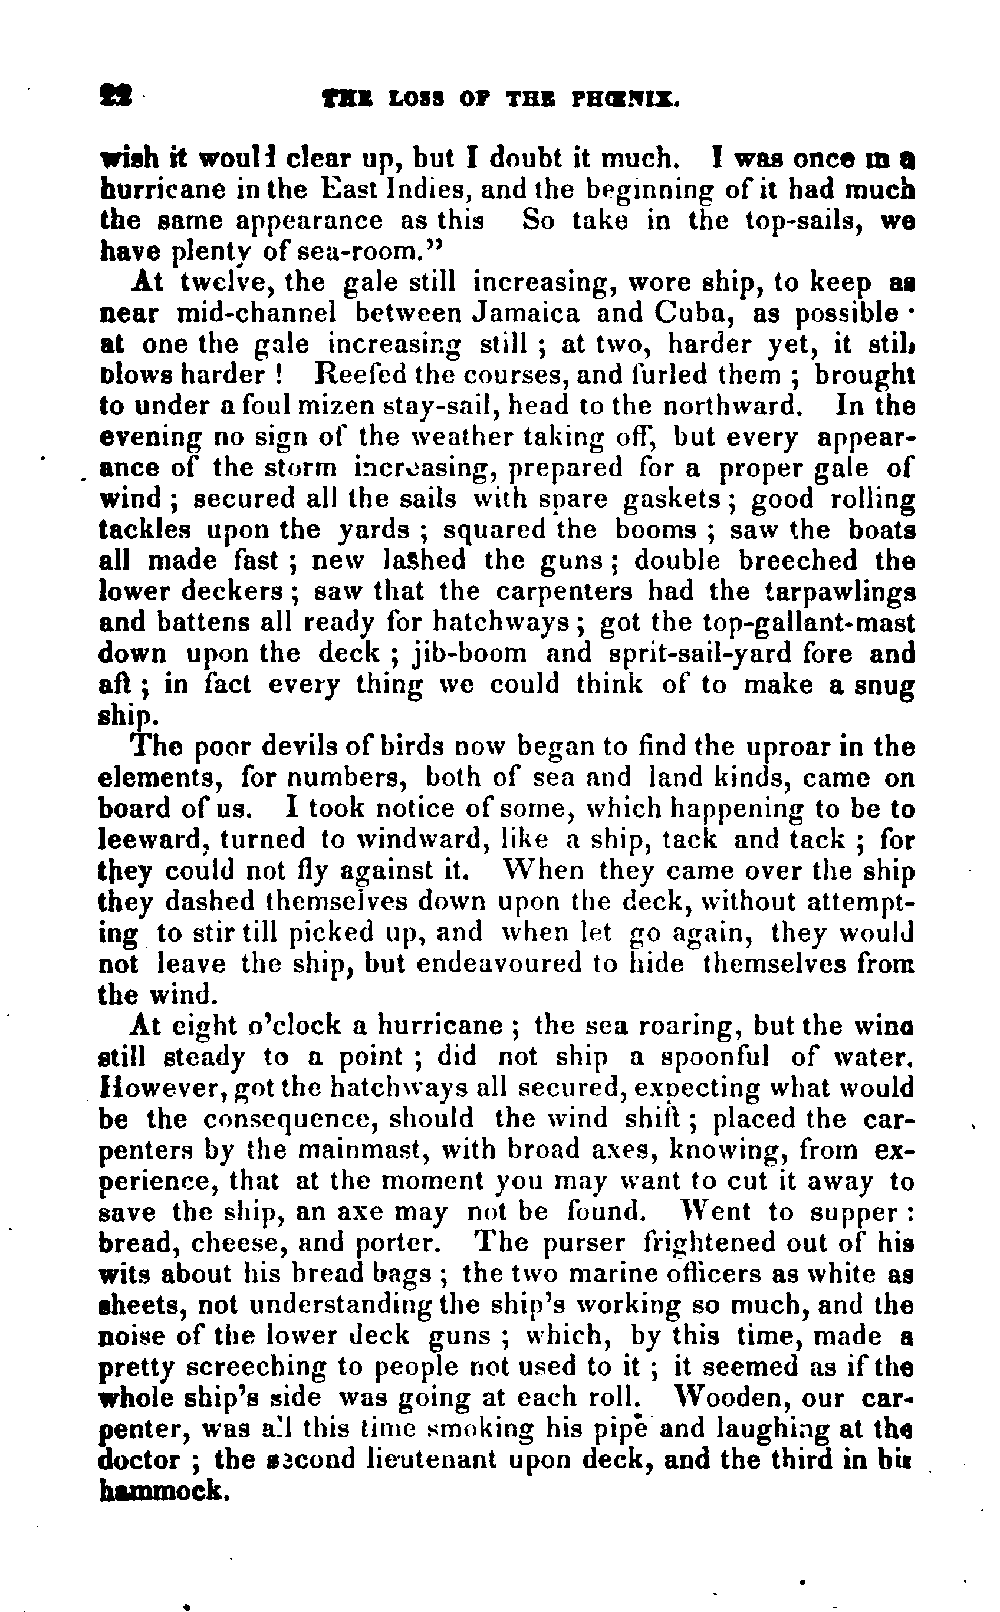 22 THE LOSS OF THE PHŒNIX.
wish it would clear up, but I doubt it much. I was once in a
hurricane in the East Indies, and the beginning of it had much
the same appearance as this So take in the top-sails, we
have plenty of sea-room."
At twelve, the gale still increasing, wore ship, to keep as
near mid-channel between Jamaica and Cuba, as possible ·
at one the gale increasing still ; at two, harder yet, it still
blows harder ! Reefed the courses, and furled them ; brought
to under a foul mizen stay-sail, head to the northward. In the
evening no sign of the weather taking off, but every appear-
ance of the storm increasing, prepared for a proper gale of
wind ; secured all the sails with spare gaskets ; good rolling
tackles upon the yards ; squared the booms ; saw the boats
all made fast ; new lashed the guns ; double breeched the
lower deckers ; saw that the carpenters had the tarpawlings
and battens all ready for hatchways ; got the top-gallant-mast
down upon the deck ; jib-boom and sprit-sail-yard fore and
aft ; in fact every thing we could think of to make a snug
ship.
The poor devils of birds now began to find the uproar in the
elements, for numbers, both of sea and land kinds, came on
board of us. I took notice of some, which happening to be to
leeward, turned to windward, like a ship, tack and tack ; for
they could not fly against it. When they came over the ship
they dashed themselves down upon the deck, without attempt-
ing to stir till picked up, and when let go again, they would
not leave the ship, but endeavoured to hide themselves from
the wind.
At eight o'clock a hurricane ; the sea roaring, but the wind
still steady to a point ; did not ship a spoonful of water.
However, got the hatchways all secured, expecting what would
be the consequence, should the wind shift ; placed the car-
penters by the mainmast, with broad axes, knowing, from ex-
perience, that at the moment you may want to cut it away to
save the ship, an axe may not be found. Went to supper :
bread, cheese, and porter. The purser frightened out of his
wits about his bread bags ; the two marine officers as white as
sheets, not understanding the ship's working so much, and the
noise of the lower deck guns ; which, by this time, made a
pretty screeching to people not used to it ; it seemed as if the
whole ship's side was going at each roll. Wooden, our car-
penter, was all this time smoking his pipe and laughing at the
doctor ; the second lieutenant upon deck, and the third in his
hammock.